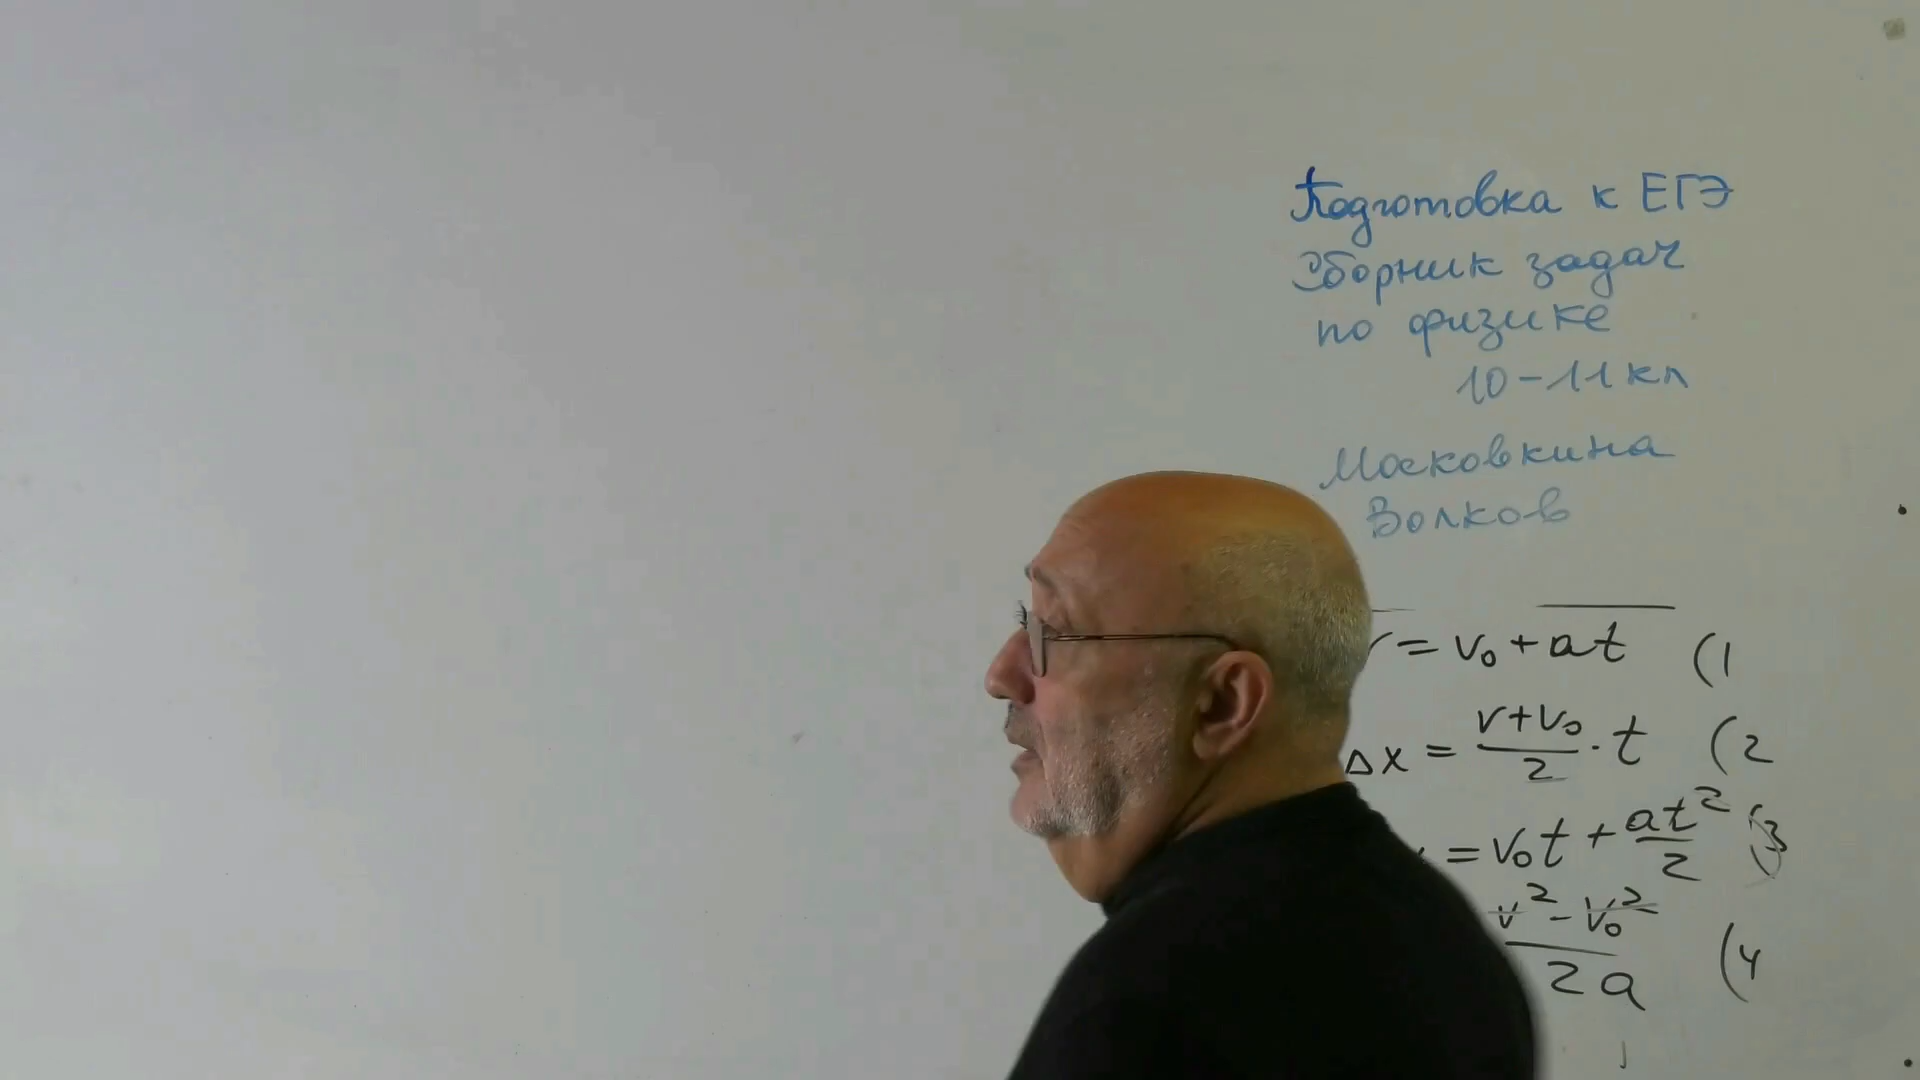 Подготовка к ЕГЭ
Сборник задач
по физике
10-11 кл
Московкина
Волков
= v₀ + at (1
Δx = (v+v₀)/2 · t (2
= v₀t + at²/2 (3
(v² - v₀²)/2a (4